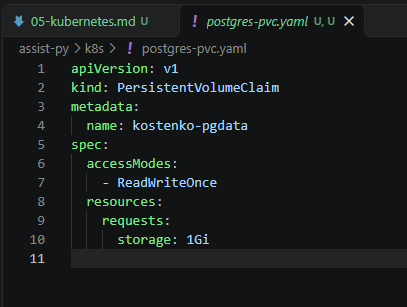 05-kubernetes.md U
! postgres-pvc.yaml U, U ×
assist-py > k8s > ! postgres-pvc.yaml
1 apiVersion: v1
2 kind: PersistentVolumeClaim
3 metadata:
4   name: kostenko-pgdata
5 spec:
6   accessModes:
7     - ReadWriteOnce
8   resources:
9     requests:
10       storage: 1Gi
11